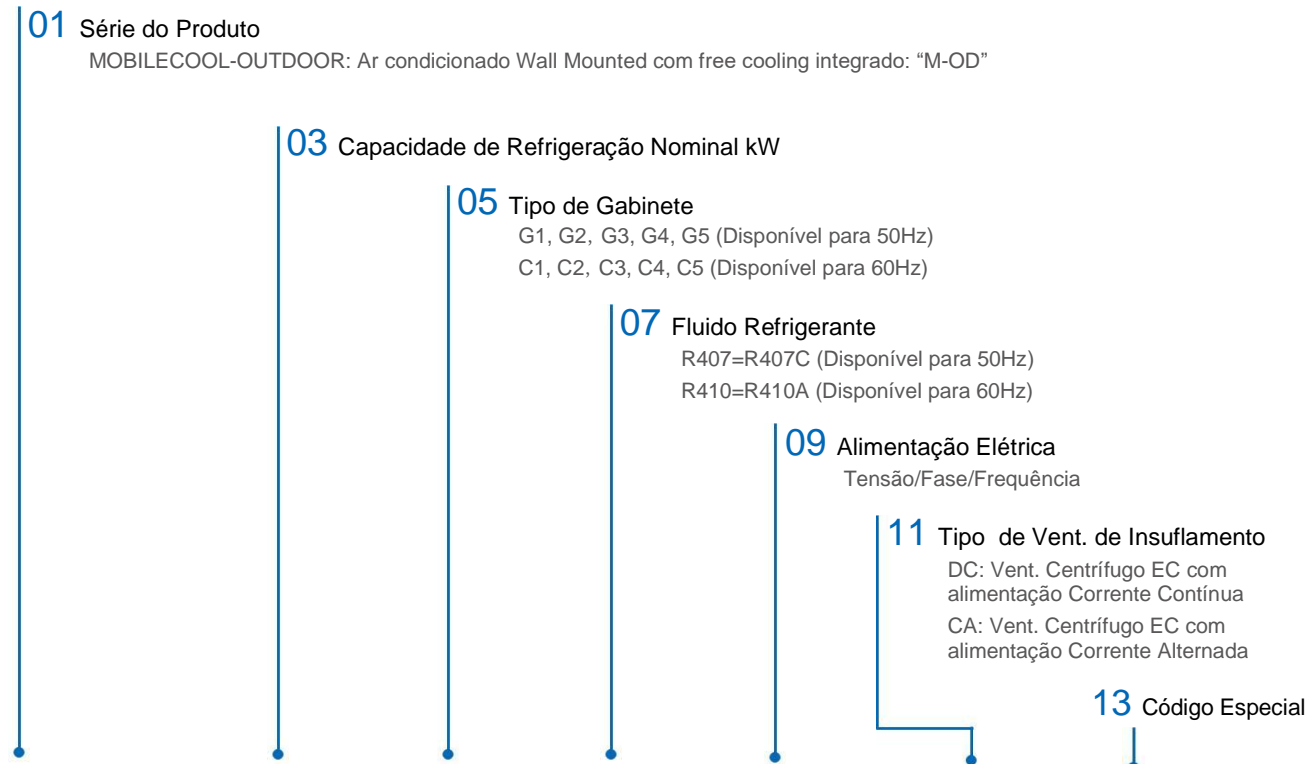 01 Série do Produto
MOBILECOOL-OUTDOOR: Ar condicionado Wall Mounted com free cooling integrado: “M-OD”
03 Capacidade de Refrigeração Nominal kW
05 Tipo de Gabinete
G1, G2, G3, G4, G5 (Disponível para 50Hz)
C1, C2, C3, C4, C5 (Disponível para 60Hz)
07 Fluido Refrigerante
R407=R407C (Disponível para 50Hz)
R410=R410A (Disponível para 60Hz)
09 Alimentação Elétrica
Tensão/Fase/Frequência
11 Tipo de Vent. de Insuflamento
DC: Vent. Centrífugo EC com
alimentação Corrente Contínua
CA: Vent. Centrífugo EC com
alimentação Corrente Alternada
13 Código Especial